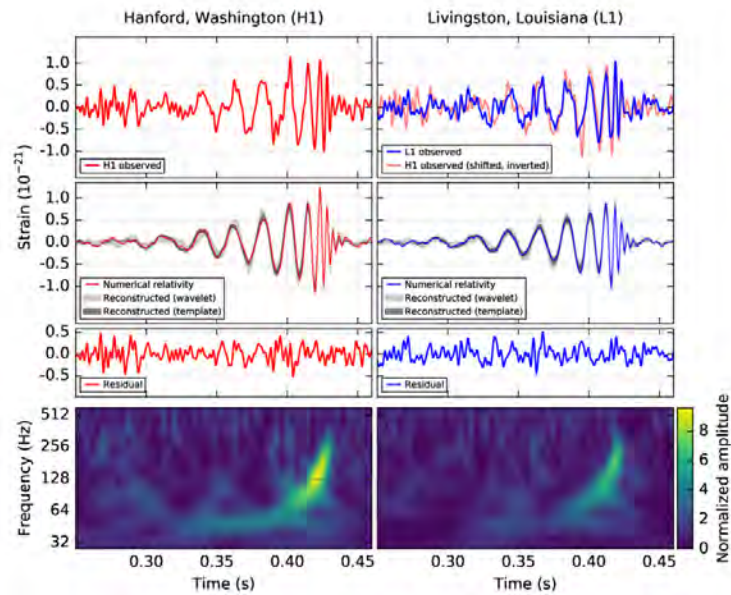 Hanford, Washington (H1)
Livingston, Louisiana (L1)
1.0
0.5
0.0
-0.5
-1.0
H1 observed
L1 observed
H1 observed (shifted, inverted)
Strain (10⁻²¹)
1.0
0.5
0.0
-0.5
-1.0
Numerical relativity
Reconstructed (wavelet)
Reconstructed (template)
Numerical relativity
Reconstructed (wavelet)
Reconstructed (template)
0.5
0.0
-0.5
Residual
Residual
Frequency (Hz)
512
256
128
64
32
Normalized amplitude
8
6
4
2
0
0.30
0.35
0.40
0.45
0.30
0.35
0.40
0.45
Time (s)
Time (s)